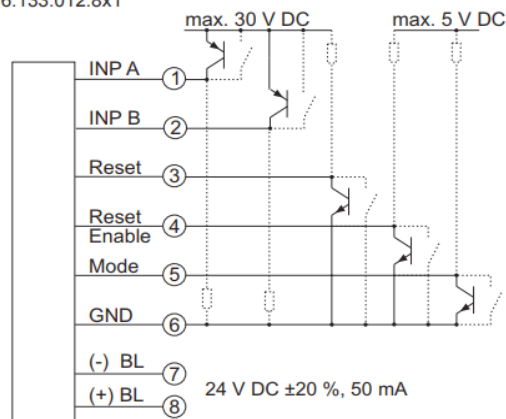 6.133.012.8x1
max. 30 V DC max. 5 V DC
INP A 1
INP B 2
Reset 3
Reset Enable 4
Mode 5
GND 6
(-) BL 7
24 V DC ±20 %, 50 mA
(+) BL 8